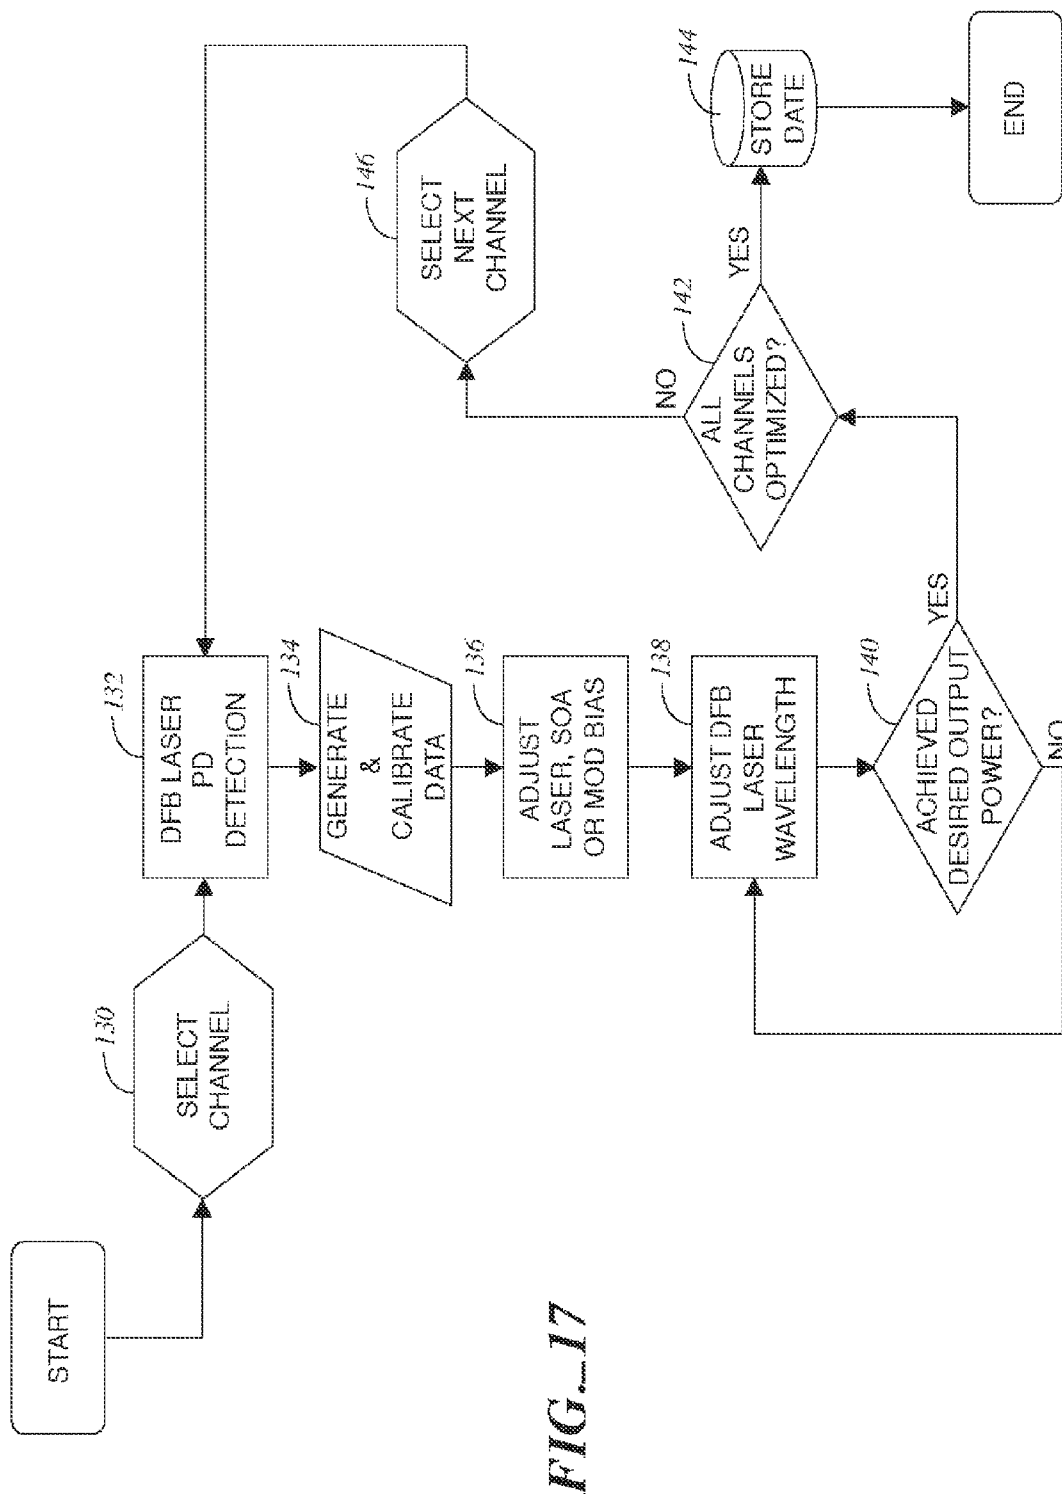 START
130
SELECT
CHANNEL
132
DFB LASER
PD
DETECTION
134
GENERATE
&
CALIBRATE
DATA
136
ADJUST
LASER, SOA
OR MOD BIAS
138
ADJUST DFB
LASER
WAVELENGTH
140
ACHIEVED
DESIRED OUTPUT
POWER?
NO
YES
142
ALL
CHANNELS
OPTIMIZED?
NO
YES
146
SELECT
NEXT
CHANNEL
144
STORE
DATE
END
FIG._17